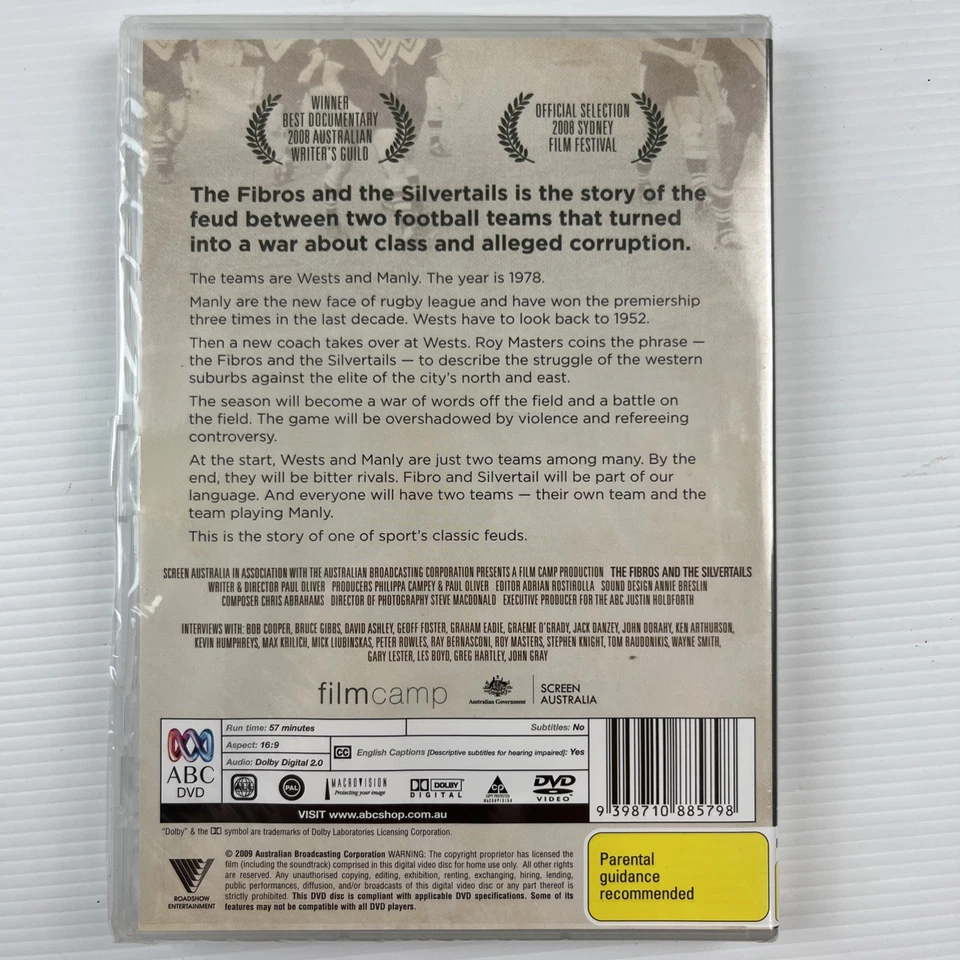 WINNER
BEST DOCUMENTARY
2008 AUSTRALIAN
WRITER'S GUILD
OFFICIAL SELECTION
2008 SYDNEY
FILM FESTIVAL
The Fibros and the Silvertails is the story of the
feud between two football teams that turned
into a war about class and alleged corruption.
The teams are Wests and Manly. The year is 1978.
Manly are the new face of rugby league and have won the premiership
three times in the last decade. Wests have to look back to 1952.
Then a new coach takes over at Wests. Roy Masters coins the phrase —
the Fibros and the Silvertails — to describe the struggle of the western
suburbs against the elite of the city's north and east.
The season will become a war of words off the field and a battle on
the field. The game will be overshadowed by violence and refereeing
controversy.
At the start, Wests and Manly are just two teams among many. By the
end, they will be bitter rivals. Fibro and Silvertail will be part of our
language. And everyone will have two teams — their own team and the
team playing Manly.
This is the story of one of sport's classic feuds.
SCREEN AUSTRALIA IN ASSOCIATION WITH THE AUSTRALIAN BROADCASTING CORPORATION PRESENTS A FILM CAMP PRODUCTION THE FIBROS AND THE SILVERTAILS
WRITER & DIRECTOR PAUL OLIVER PRODUCERS PHILIPPA CAMPEY & PAUL OLIVER EDITOR ADRIAN ROSTIROLLA SOUND DESIGN ANNIE BRESLIN
COMPOSER CHRIS ABRAHAMS DIRECTOR OF PHOTOGRAPHY STEVE MACDONALD EXECUTIVE PRODUCER FOR THE ABC JUSTIN HOLDFORTH
INTERVIEWS WITH: BOB COOPER, BRUCE GIBBS, DAVID ASHLEY, GEOFF FOSTER, GRAHAM EADIE, GRAEME O'GRADY, JACK DANZEY, JOHN DORAHY, KEN ARTHURSON,
KEVIN HUMPHREYS, MAX KRILICH, MICK LIUBINSKAS, PETER ROWLES, RAY BERNASCONI, ROY MASTERS, STEPHEN KNIGHT, TOM RAUDONIKIS, WAYNE SMITH,
GARY LESTER, LES BOYD, GREG HARTLEY, JOHN GRAY
filmcamp
Australian Government
SCREEN
AUSTRALIA
ABC
DVD
Run time: 57 minutes
Subtitles: No
Aspect: 16:9
CC English Captions [Descriptive subtitles for hearing impaired]: Yes
Audio: Dolby Digital 2.0
PAL
MACROVISION
Protecting your image
DOLBY
DIGITAL
CP
COPY PROTECTED
MACROVISION
DVD
VIDEO
VISIT www.abcshop.com.au
9 398710 885798
"Dolby" & the DD symbol are trademarks of Dolby Laboratories Licensing Corporation.
ROADSHOW
ENTERTAINMENT
© 2009 Australian Broadcasting Corporation WARNING: The copyright proprietor has licensed the
film (including the soundtrack) comprised in this digital video disc for home use only. All other rights
are reserved. Any unauthorised copying, editing, exhibition, renting, exchanging, hiring, lending,
public performances, diffusion, and/or broadcasts of this digital video disc or any part thereof is
strictly prohibited. This DVD disc is compliant with applicable DVD specifications. Some of its
features may not be compatible with all DVD players.
Parental
guidance
recommended